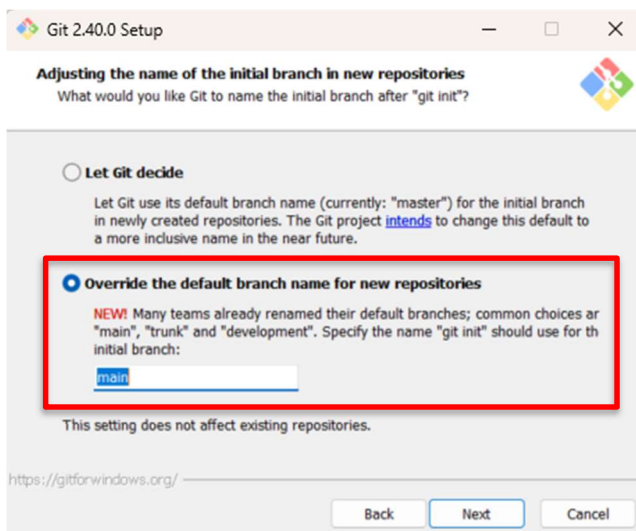 Git 2.40.0 Setup
Adjusting the name of the initial branch in new repositories
What would you like Git to name the initial branch after "git init"?
Let Git decide
Let Git use its default branch name (currently: "master") for the initial branch
in newly created repositories. The Git project intends to change this default to
a more inclusive name in the near future.
Override the default branch name for new repositories
NEW! Many teams already renamed their default branches; common choices ar
"main", "trunk" and "development". Specify the name "git init" should use for th
initial branch:
main
This setting does not affect existing repositories.
https://gitforwindows.org/
Back
Next
Cancel